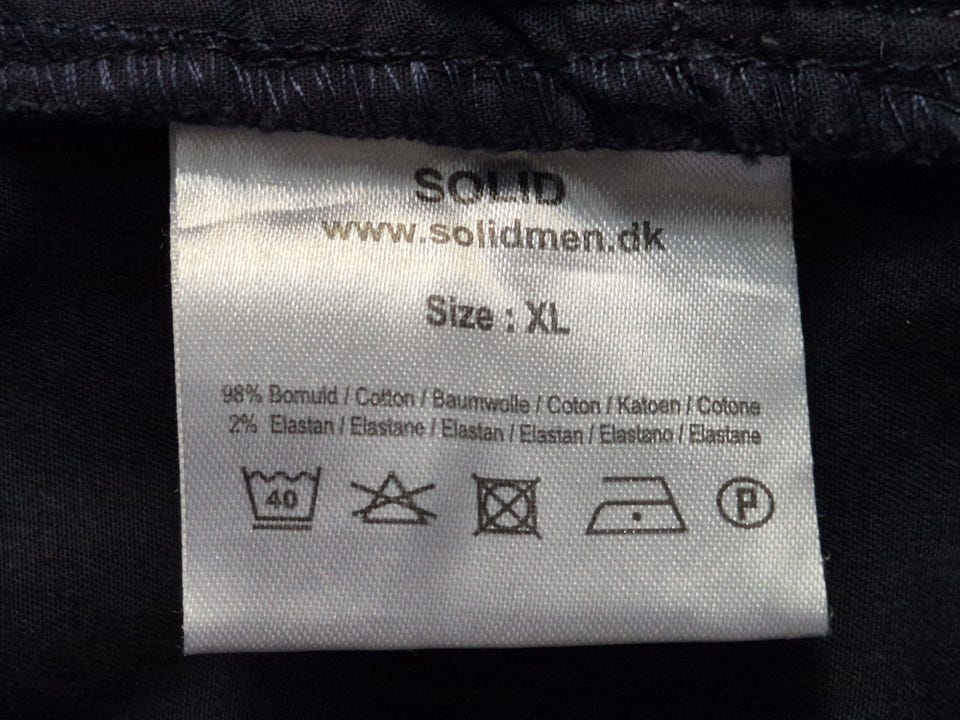 SOLID
www.solidmen.dk
Size : XL
98% Bomuld / Cotton / Baumwolle / Coton / Katoen / Cotone
2% Elastan / Elastane / Elastan / Elastan / Elastano / Elastane
40 P